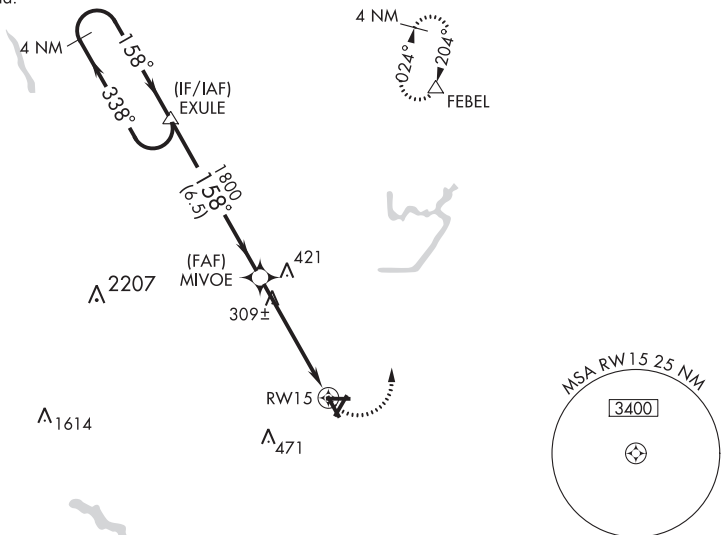 4 NM
158°
338°
(IF/IAF)
EXULE
4 NM
024°
204°
FEBEL
1800
158°
(6.5)
(FAF)
MIVOE
421
2207
309±
RW15
1614
471
MSA RW15 25 NM
3400